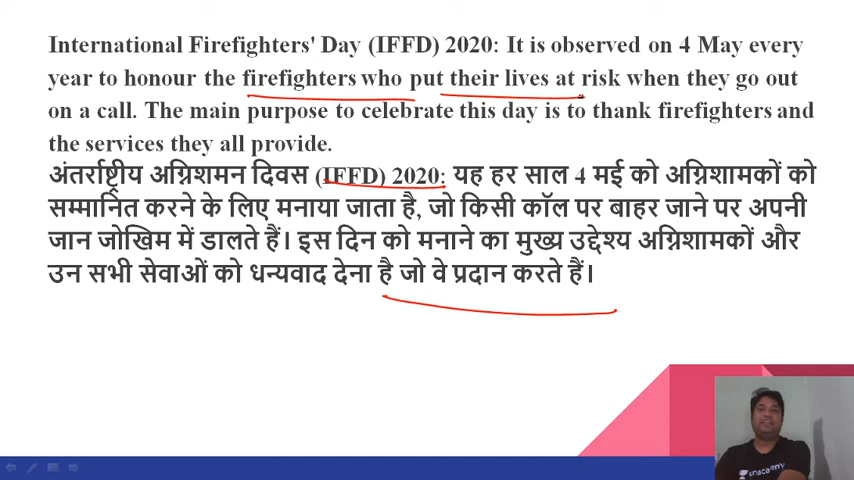 International Firefighters' Day (IFFD) 2020: It is observed on 4 May every
year to honour the firefighters who put their lives at risk when they go out
on a call. The main purpose to celebrate this day is to thank firefighters and
the services they all provide.
अंतर्राष्ट्रीय अग्निशमन दिवस (IFFD) 2020: यह हर साल 4 मई को अग्निशामकों को
सम्मानित करने के लिए मनाया जाता है, जो किसी कॉल पर बाहर जाने पर अपनी
जान जोखिम में डालते हैं। इस दिन को मनाने का मुख्य उद्देश्य अग्निशामकों और
उन सभी सेवाओं को धन्यवाद देना है जो वे प्रदान करते हैं।
unacademy